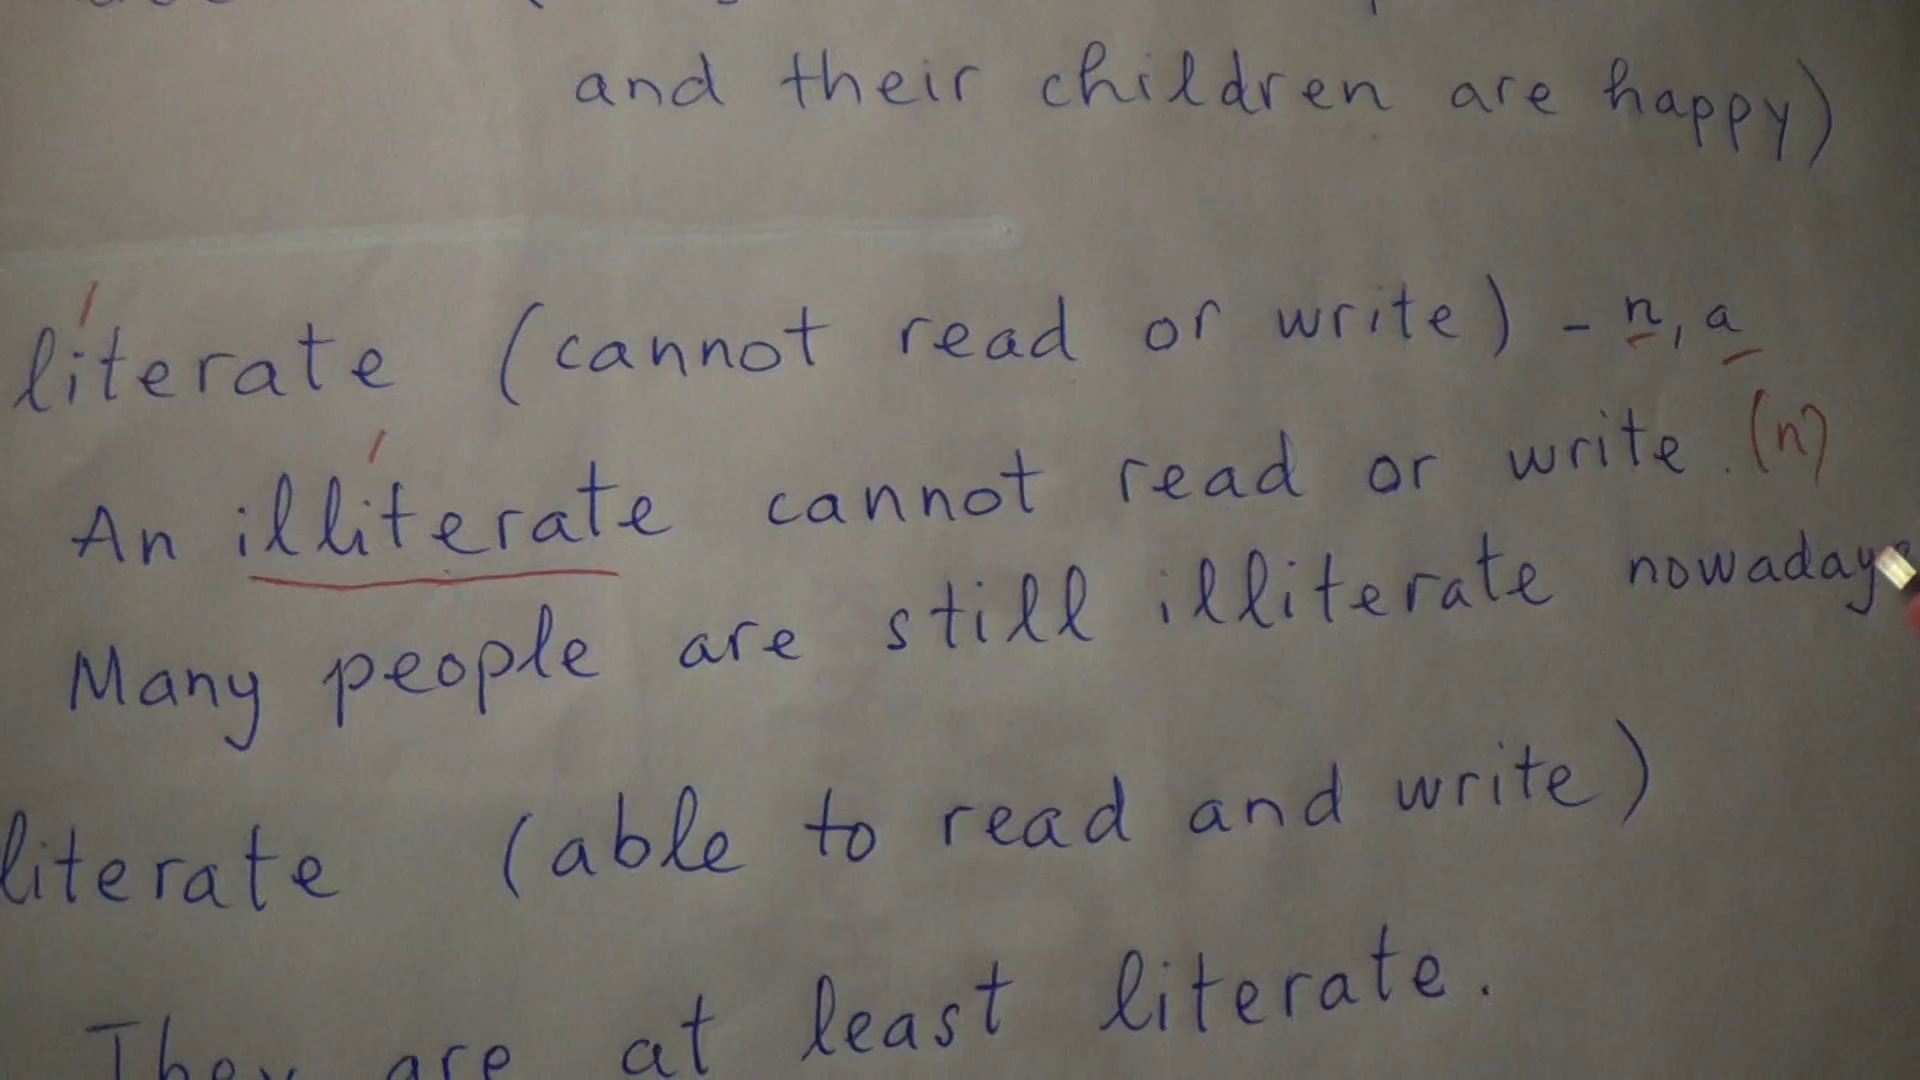 and their children are happy)
literate (cannot read or write) - n, a
An illiterate cannot read or write. (n)
Many people are still illiterate nowadays
literate (able to read and write)
They are at least literate.